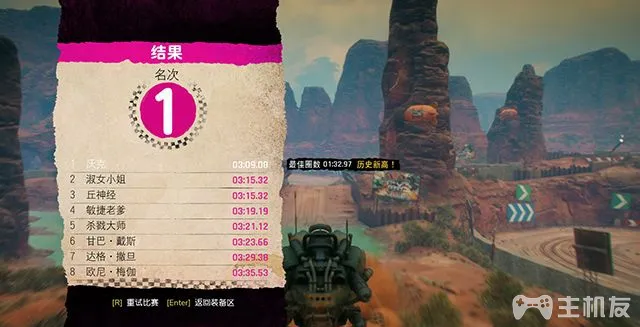 结果
名次
1
1 沃克 03:09.08
最佳圈数 01:32.97 历史新高！
2 淑女小姐 03:15.32
3 丘神经 03:15.32
4 敏捷老爹 03:19.19
5 杀戮大师 03:21.12
6 甘巴·戴斯 03:23.66
7 达格·撒旦 03:29.38
8 欧尼·梅伽 03:35.53
[R] 重试比赛 [Enter] 返回装备区
主机友